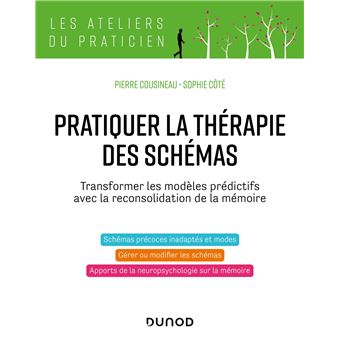 LES ATELIERS
DU PRATICIEN
PIERRE COUSINEAU • SOPHIE CÔTÉ
PRATIQUER LA THÉRAPIE
DES SCHÉMAS
Transformer les modèles prédictifs
avec la reconsolidation de la mémoire
Schémas précoces inadaptés et modes
Gérer ou modifier les schémas
Apports de la neuropsychologie sur la mémoire
DUNOD